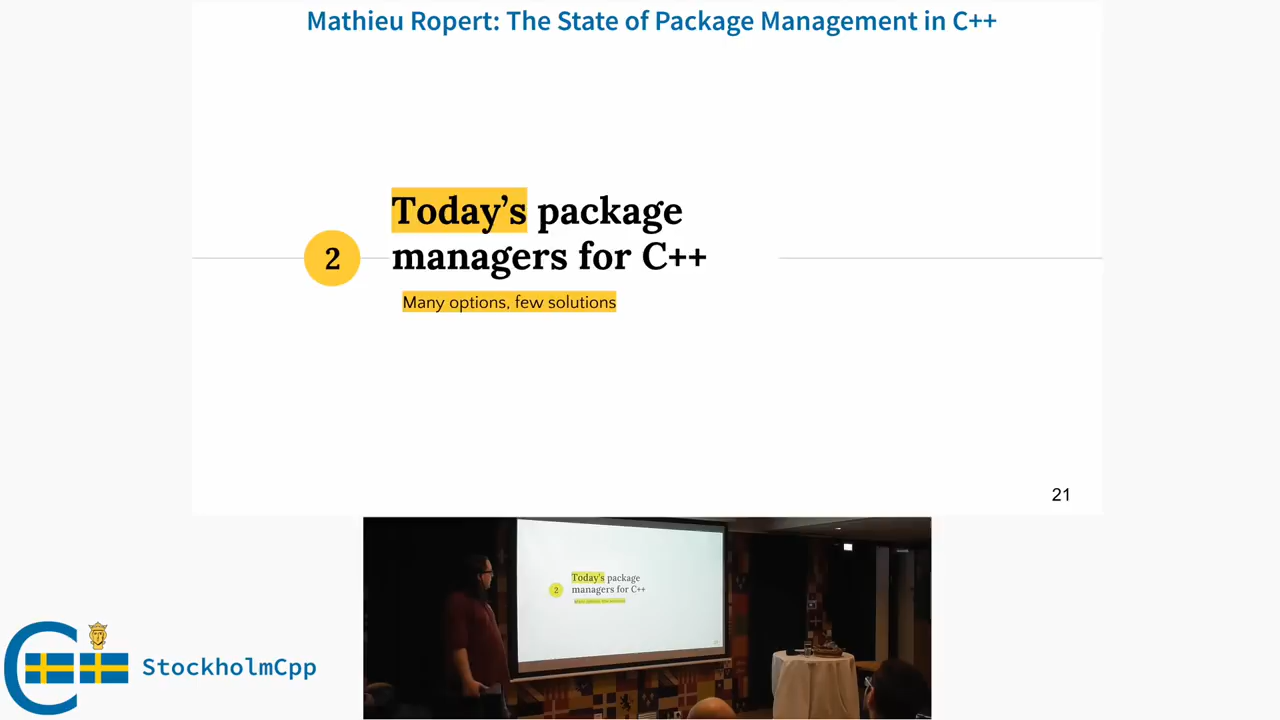 Mathieu Ropert: The State of Package Management in C++
Today's package
managers for C++
2
Many options, few solutions
21
Today's package
managers for C++
2
StockholmCpp